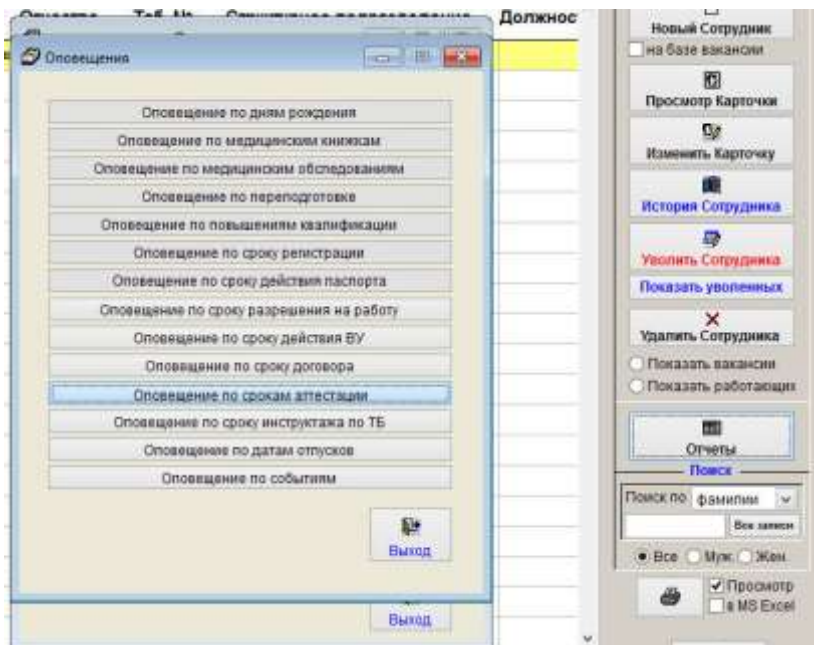 Должнос
Оповещения
Оповещение по дням рождения
Оповещение по медицинским книжкам
Оповещение по медицинским обследованиям
Оповещение по переподготовке
Оповещение по повышениям квалификации
Оповещение по сроку регистрации
Оповещение по сроку действия паспорта
Оповещение по сроку разрешения на работу
Оповещение по сроку действия ВУ
Оповещение по сроку договора
Оповещение по срокам аттестации
Оповещение по сроку инструктажа по ТБ
Оповещение по датам отпусков
Оповещение по событиям
Выход
Выход
Новый Сотрудник
на базе вакансии
Просмотр Карточки
Изменить Карточку
История Сотрудника
Уволить Сотрудника
Показать уволенных
Удалить Сотрудника
Показать вакансии
Показать работающих
Отчеты
Поиск
Поиск по фамилии
Все записи
Все Муж. Жен.
Просмотр
в MS Excel